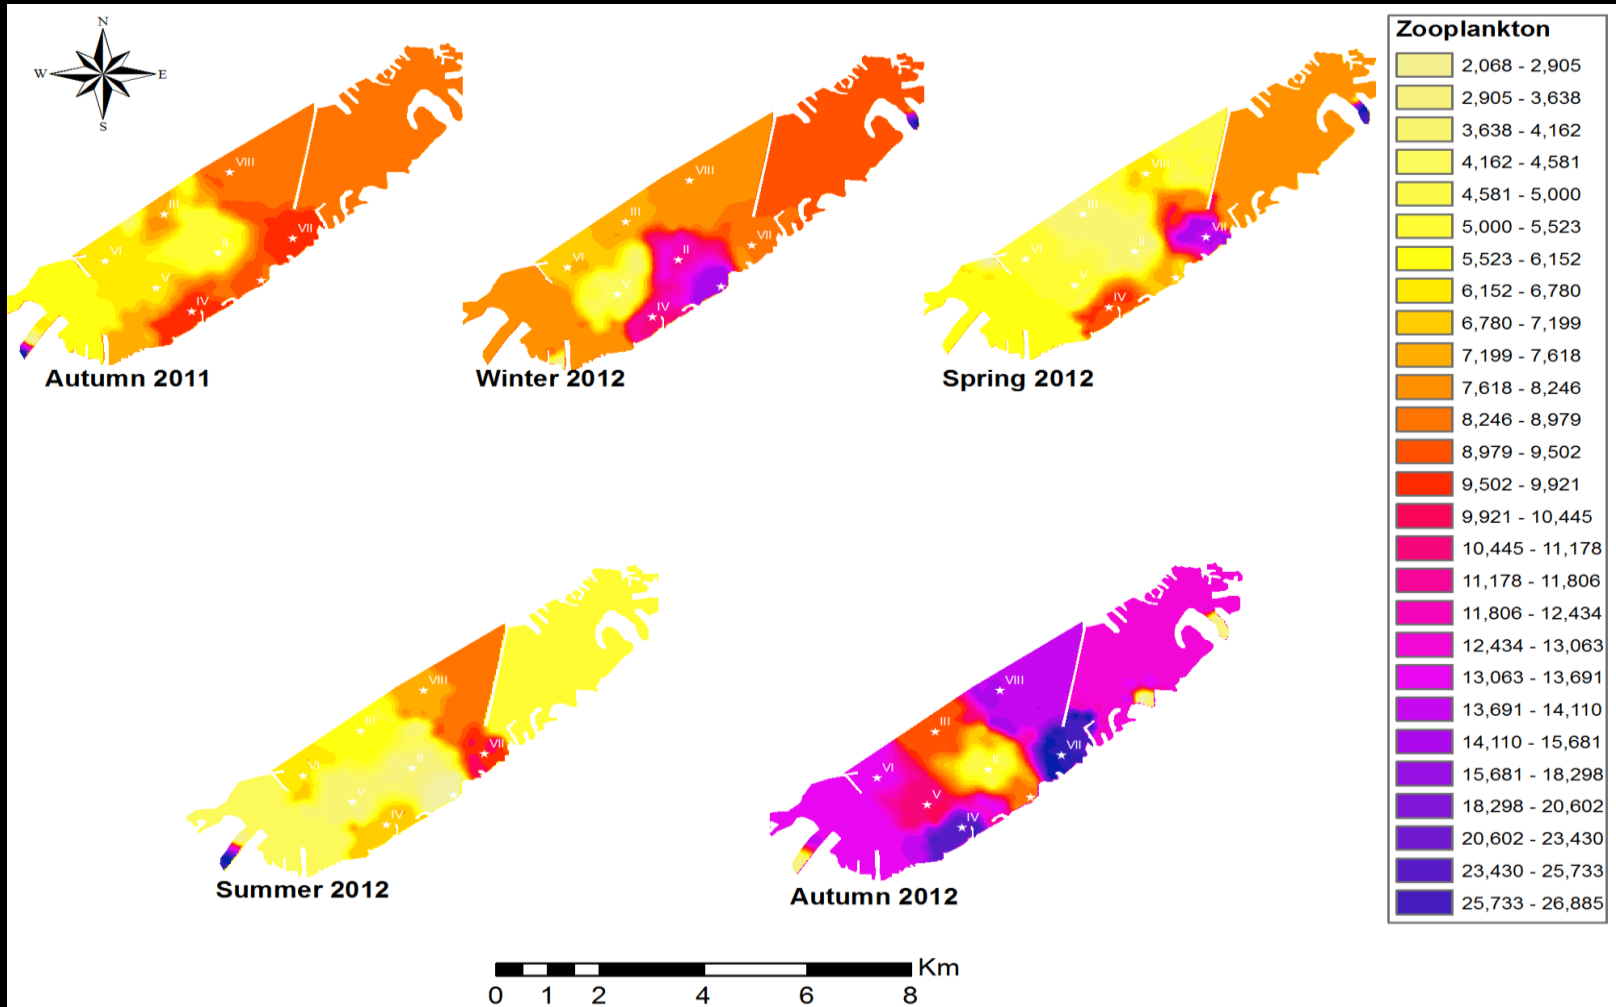 N
W E
S
VIII
III
VII
II
VI
V
IV
Autumn 2011
VIII
III
VII
II
VI
V
IV
Winter 2012
VIII
III
VII
II
VI
V
IV
Spring 2012
VIII
III
VII
II
VI
V
IV
Summer 2012
VIII
III
VII
II
VI
V
IV
Autumn 2012
Km
0 1 2 4 6 8
Zooplankton
2,068 - 2,905
2,905 - 3,638
3,638 - 4,162
4,162 - 4,581
4,581 - 5,000
5,000 - 5,523
5,523 - 6,152
6,152 - 6,780
6,780 - 7,199
7,199 - 7,618
7,618 - 8,246
8,246 - 8,979
8,979 - 9,502
9,502 - 9,921
9,921 - 10,445
10,445 - 11,178
11,178 - 11,806
11,806 - 12,434
12,434 - 13,063
13,063 - 13,691
13,691 - 14,110
14,110 - 15,681
15,681 - 18,298
18,298 - 20,602
20,602 - 23,430
23,430 - 25,733
25,733 - 26,885